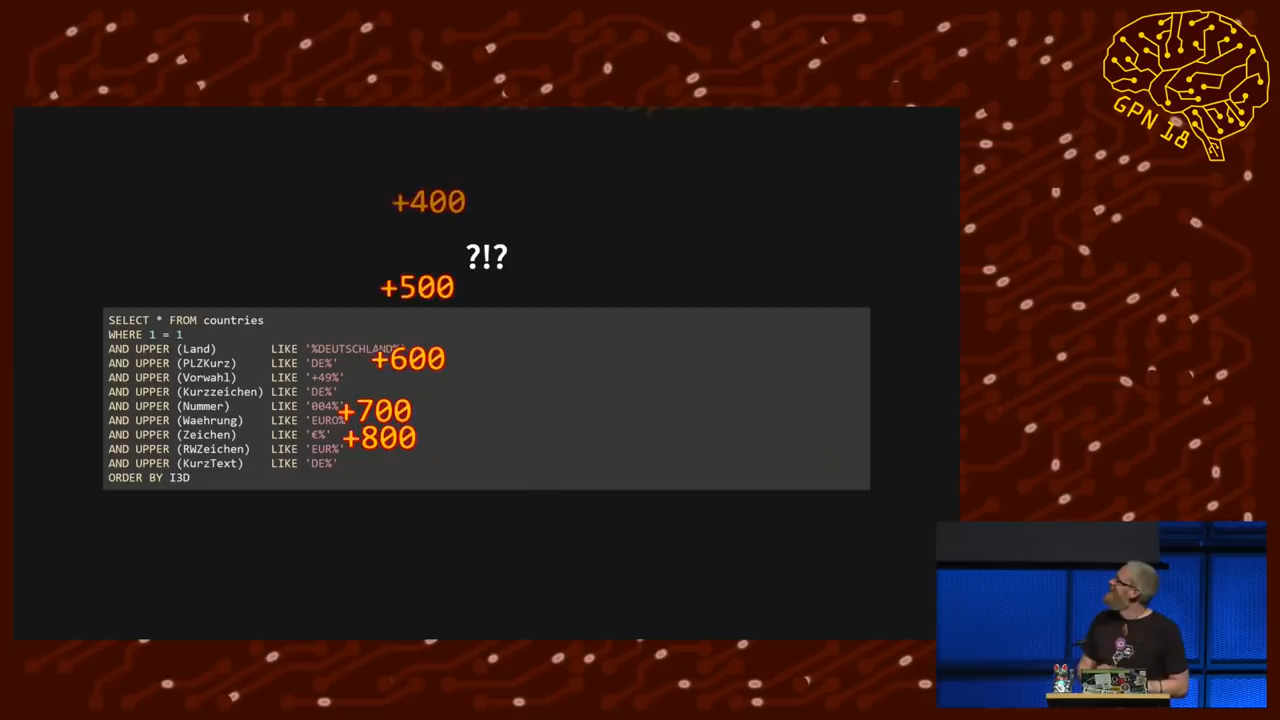 GPN 18
+400
?!?
+500
SELECT * FROM countries
WHERE 1 = 1
AND UPPER (Land) LIKE '%DEUTSCHLAND%'
+600
AND UPPER (PLZKurz) LIKE 'DE%'
AND UPPER (Vorwahl) LIKE '+49%'
AND UPPER (Kurzzeichen) LIKE 'DE%'
AND UPPER (Nummer) LIKE '004%'
+700
AND UPPER (Waehrung) LIKE 'EURO%'
AND UPPER (Zeichen) LIKE '€%'
+800
AND UPPER (RWZeichen) LIKE 'EUR%'
AND UPPER (KurzText) LIKE 'DE%'
ORDER BY I3D